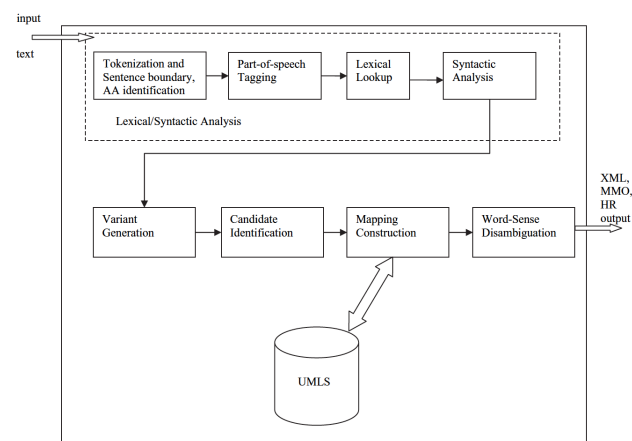 input
text
Tokenization and
Sentence boundary,
AA identification
Part-of-speech
Tagging
Lexical
Lookup
Syntactic
Analysis
Lexical/Syntactic Analysis
Variant
Generation
Candidate
Identification
Mapping
Construction
Word-Sense
Disambiguation
XML,
MMO,
HR
output
UMLS